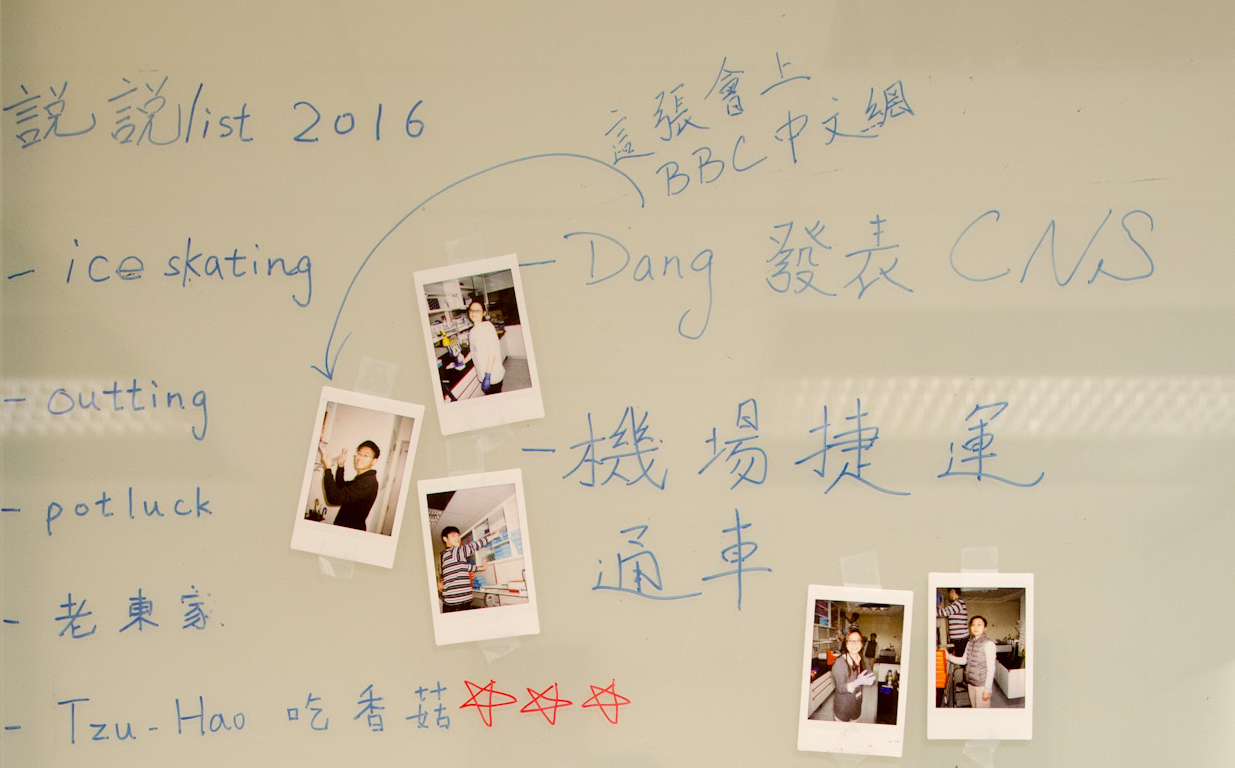 說說list 2016
- ice skating
- outting
- potluck
- 老東家
- Tzu-Hao 吃香菇☆☆☆
這張會上
BBC中文網
- Dang 發表 CNS
- 機場捷運
通車